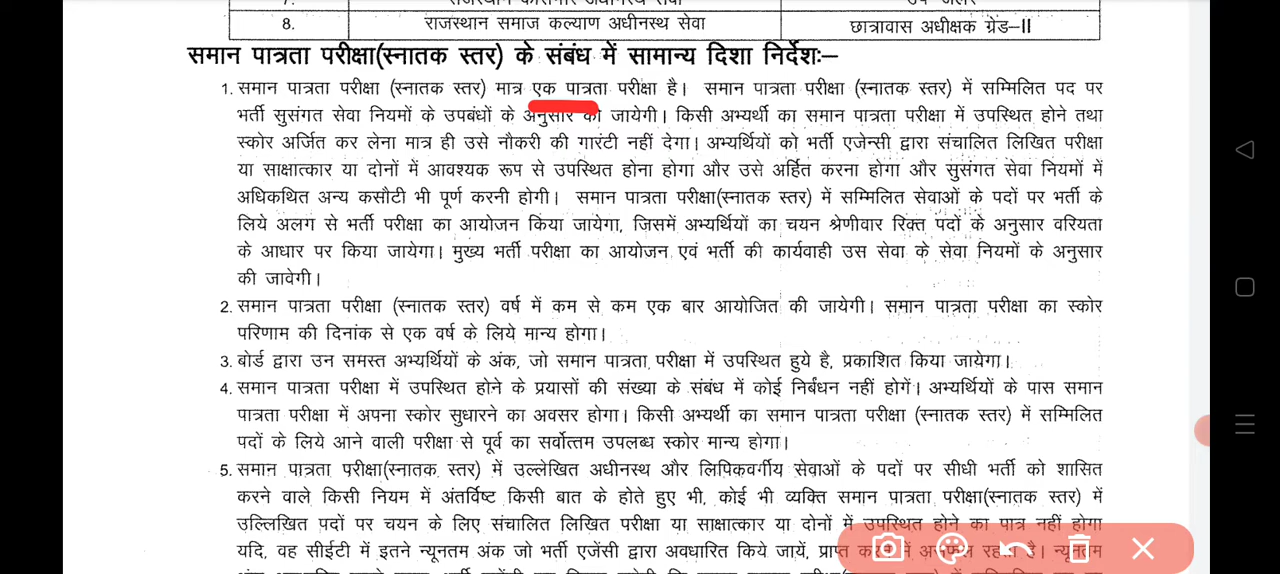 8. राजस्थान समाज कल्याण अधीनस्थ सेवा छात्रावास अधीक्षक ग्रेड–II
समान पात्रता परीक्षा(स्नातक स्तर) के संबंध में सामान्य दिशा निर्देशः–
1. समान पात्रता परीक्षा (स्नातक स्तर) मात्र एक पात्रता परीक्षा है। समान पात्रता परीक्षा (स्नातक स्तर) में सम्मिलित पद पर
भर्ती सुसंगत सेवा नियमों के उपबंधों के अनुसार की जायेगी। किसी अभ्यर्थी का समान पात्रता परीक्षा में उपस्थित होने तथा
स्कोर अर्जित कर लेना मात्र ही उसे नौकरी की गारंटी नहीं देगा। अभ्यर्थियों को भर्ती एजेन्सी द्वारा संचालित लिखित परीक्षा
या साक्षात्कार या दोनों में आवश्यक रूप से उपस्थित होना होगा और उसे अर्हित करना होगा और सुसंगत सेवा नियमों में
अधिकथित अन्य कसौटी भी पूर्ण करनी होगी। समान पात्रता परीक्षा(स्नातक स्तर) में सम्मिलित सेवाओं के पदों पर भर्ती के
लिये अलग से भर्ती परीक्षा का आयोजन किया जायेगा, जिसमें अभ्यर्थियों का चयन श्रेणीवार रिक्त पदों के अनुसार वरियता
के आधार पर किया जायेगा। मुख्य भर्ती परीक्षा का आयोजन एवं भर्ती की कार्यवाही उस सेवा के सेवा नियमों के अनुसार
की जावेगी।
2. समान पात्रता परीक्षा (स्नातक स्तर) वर्ष में कम से कम एक बार आयोजित की जायेगी। समान पात्रता परीक्षा का स्कोर
परिणाम की दिनांक से एक वर्ष के लिये मान्य होगा।
3. बोर्ड द्वारा उन समस्त अभ्यर्थियों के अंक, जो समान पात्रता परीक्षा में उपस्थित हुये है, प्रकाशित किया जायेगा।
4. समान पात्रता परीक्षा में उपस्थित होने के प्रयासों की संख्या के संबंध में कोई निर्बंधन नहीं होगें। अभ्यर्थियों के पास समान
पात्रता परीक्षा में अपना स्कोर सुधारने का अवसर होगा। किसी अभ्यर्थी का समान पात्रता परीक्षा (स्नातक स्तर) में सम्मिलित
पदों के लिये आने वाली परीक्षा से पूर्व का सर्वोत्तम उपलब्ध स्कोर मान्य होगा।
5. समान पात्रता परीक्षा(स्नातक स्तर) में उल्लेखित अधीनस्थ और लिपिकवर्गीय सेवाओं के पदों पर सीधी भर्ती को शासित
करने वाले किसी नियम में अंतर्विष्ट किसी बात के होते हुए भी, कोई भी व्यक्ति समान पात्रता परीक्षा(स्नातक स्तर) में
उल्लिखित पदों पर चयन के लिए संचालित लिखित परीक्षा या साक्षात्कार या दोनों में उपस्थित होने का पात्र नहीं होगा
यदि, वह सीईटी में इतने न्यूनतम अंक जो भर्ती एजेंसी द्वारा अवधारित किये जायें, प्राप्त करने में असफल रहता है। न्यूनतम